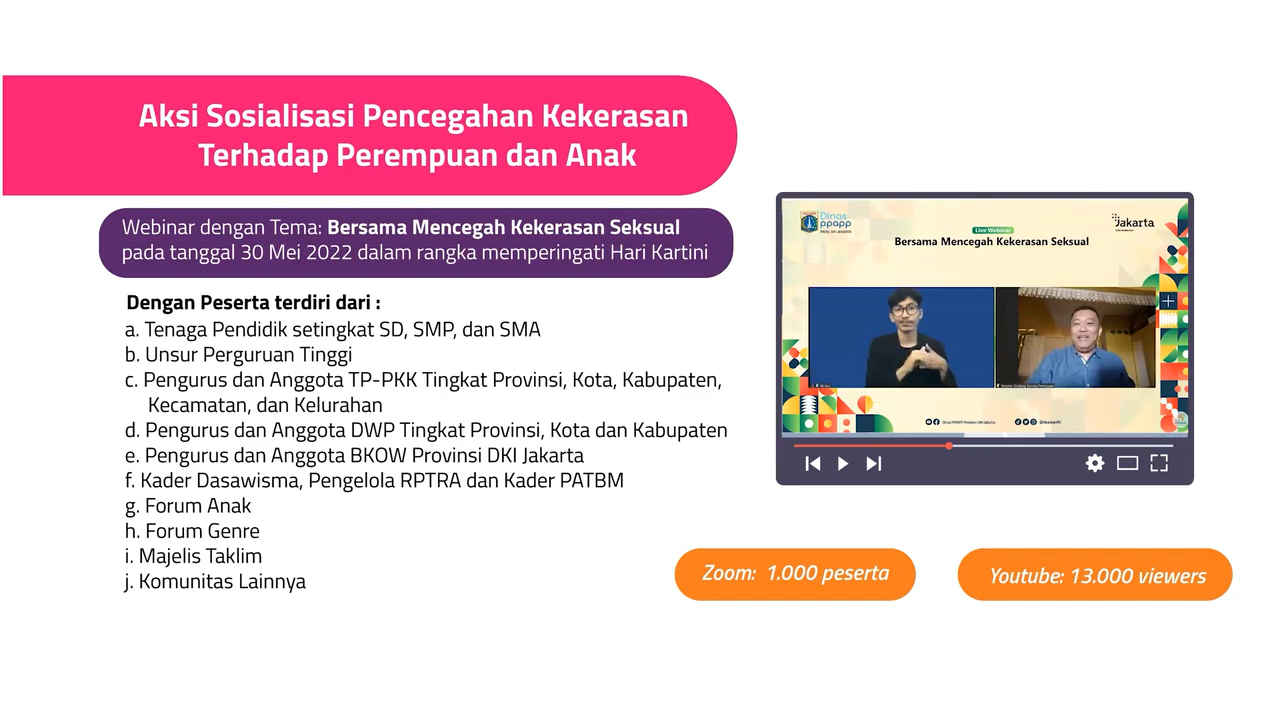 Aksi Sosialisasi Pencegahan Kekerasan
Terhadap Perempuan dan Anak
Webinar dengan Tema: Bersama Mencegah Kekerasan Seksual
pada tanggal 30 Mei 2022 dalam rangka memperingati Hari Kartini
Dengan Peserta terdiri dari :
a. Tenaga Pendidik setingkat SD, SMP, dan SMA
b. Unsur Perguruan Tinggi
c. Pengurus dan Anggota TP-PKK Tingkat Provinsi, Kota, Kabupaten,
Kecamatan, dan Kelurahan
d. Pengurus dan Anggota DWP Tingkat Provinsi, Kota dan Kabupaten
e. Pengurus dan Anggota BKOW Provinsi DKI Jakarta
f. Kader Dasawisma, Pengelola RPTRA dan Kader PATBM
g. Forum Anak
h. Forum Genre
i. Majelis Taklim
j. Komunitas Lainnya
Dinas
PPAPP
Jakarta
Live Webinar
Bersama Mencegah Kekerasan Seksual
Dinas PPAPP Provinsi DKI Jakarta
Zoom: 1.000 peserta
Youtube: 13.000 viewers